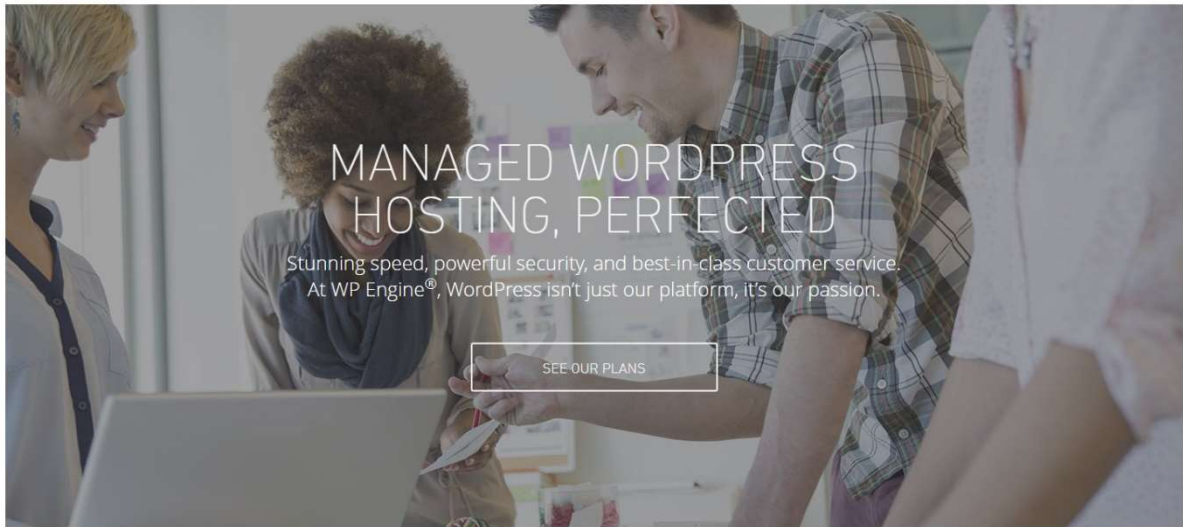 MANAGED WORDPRESS
HOSTING, PERFECTED
Stunning speed, powerful security, and best-in-class customer service.
At WP Engine®, WordPress isn't just our platform, it's our passion.
SEE OUR PLANS